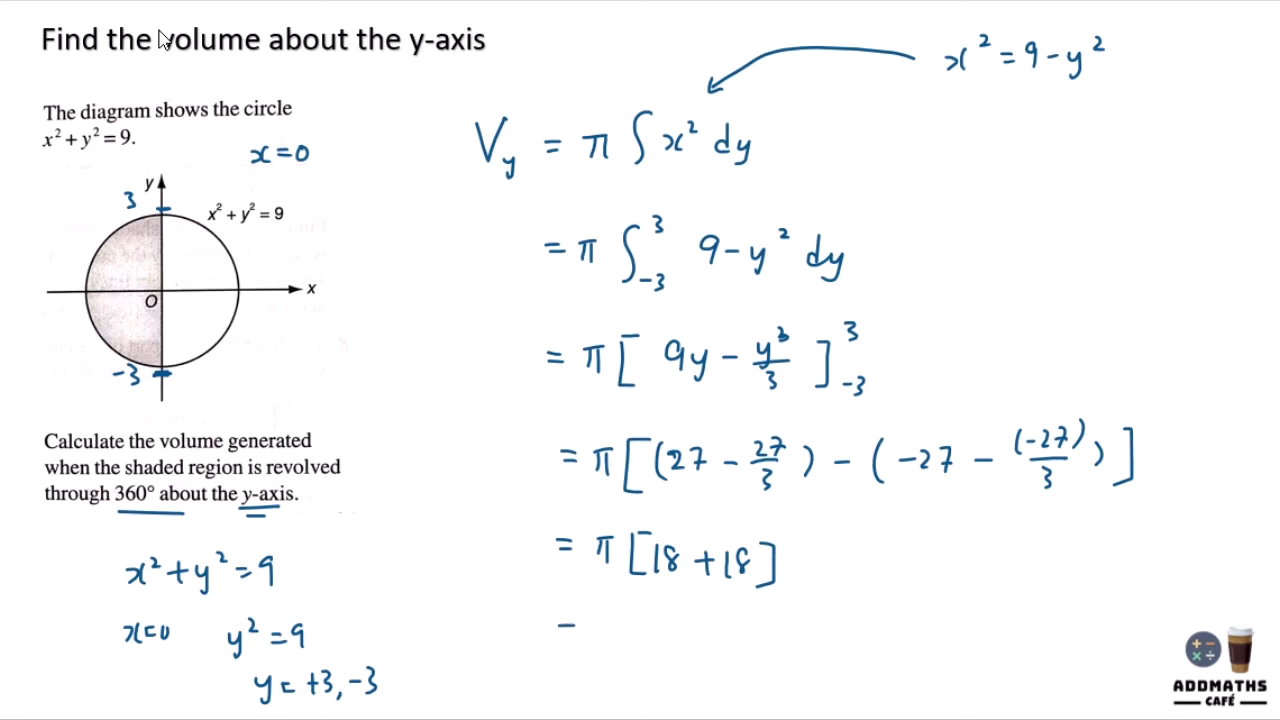 Find the volume about the y-axis
The diagram shows the circle
x² + y² = 9.
x = 0
y
3
x² + y² = 9
x
O
-3
Calculate the volume generated
when the shaded region is revolved
through 360° about the y-axis.
x² + y² = 9
x = 0 y² = 9
y = +3, -3
x² = 9 - y²
V_y = π ∫ x² dy
= π ∫_{-3}^{3} 9 - y² dy
= π [ 9y - y³/3 ]_{-3}^{3}
= π [ (27 - 27/3) - (-27 - (-27)/3) ]
= π [18 + 18]
=
+ - × ÷
ADDMATHS
CAFÉ